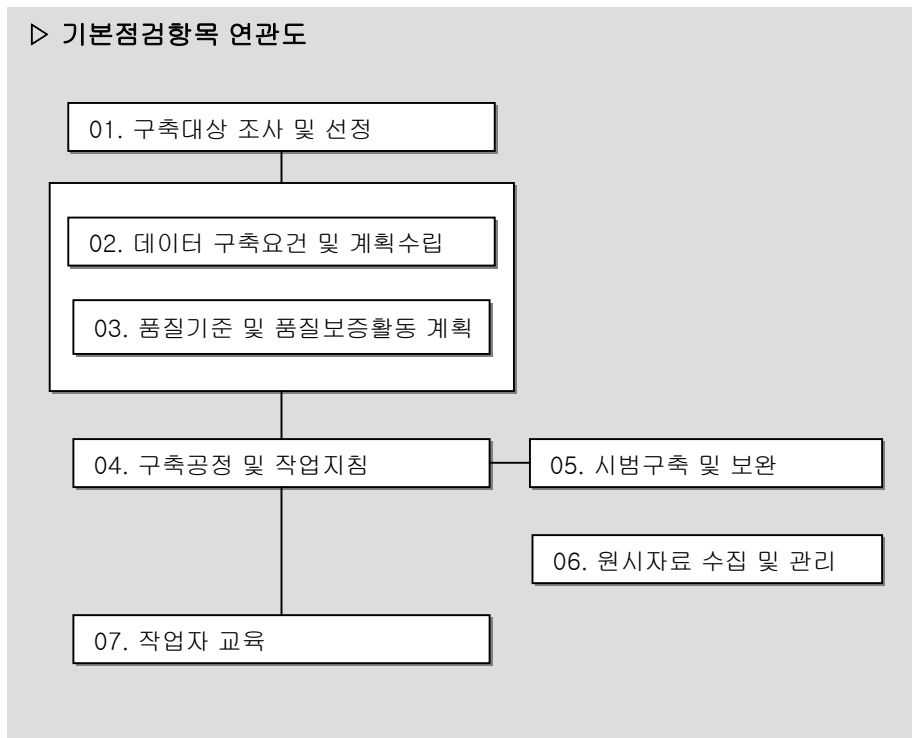 ▷ 기본점검항목 연관도
01. 구축대상 조사 및 선정
02. 데이터 구축요건 및 계획수립
03. 품질기준 및 품질보증활동 계획
04. 구축공정 및 작업지침
05. 시범구축 및 보완
06. 원시자료 수집 및 관리
07. 작업자 교육